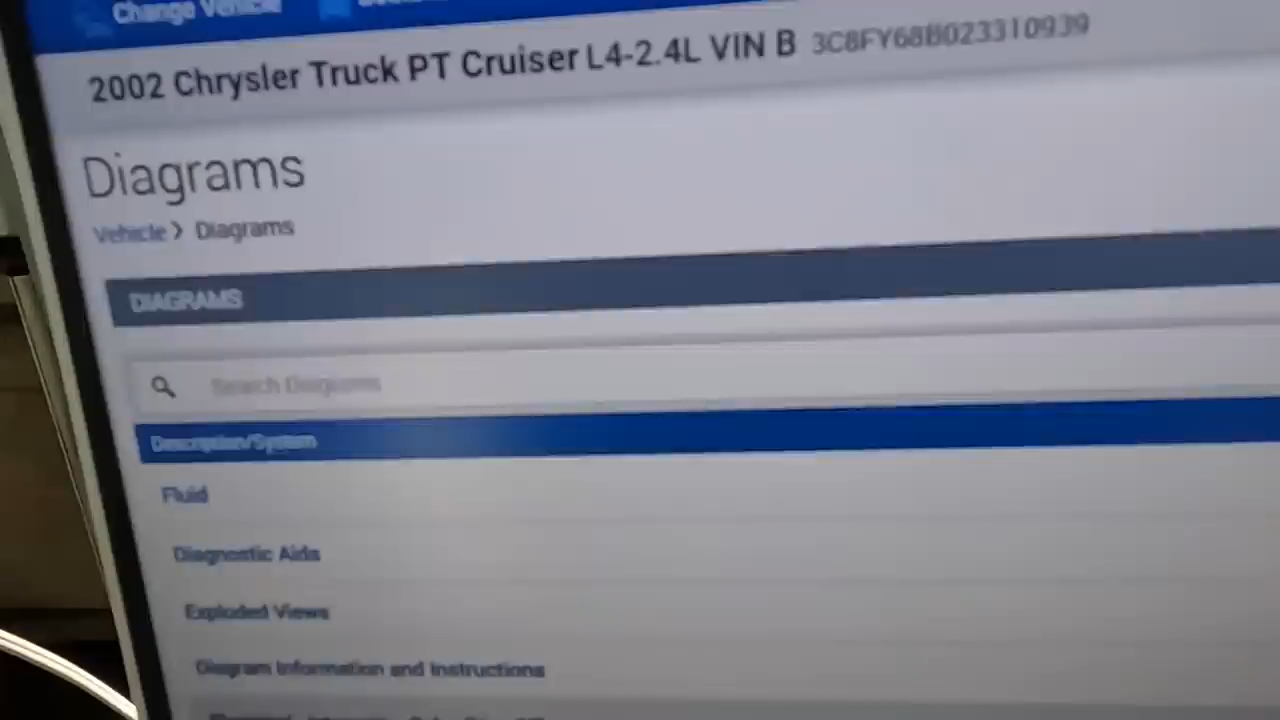 Change Vehicle
2002 Chrysler Truck PT Cruiser L4-2.4L VIN B 3C8FY68B023310939
Diagrams
Vehicle > Diagrams
DIAGRAMS
Search Diagrams
Description/System
Fluid
Diagnostic Aids
Exploded Views
Diagram Information and Instructions